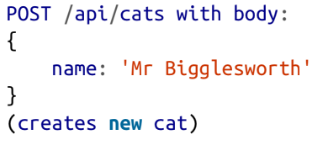 POST /api/cats with body:
{
    name: 'Mr Bigglesworth'
}
(creates new cat)